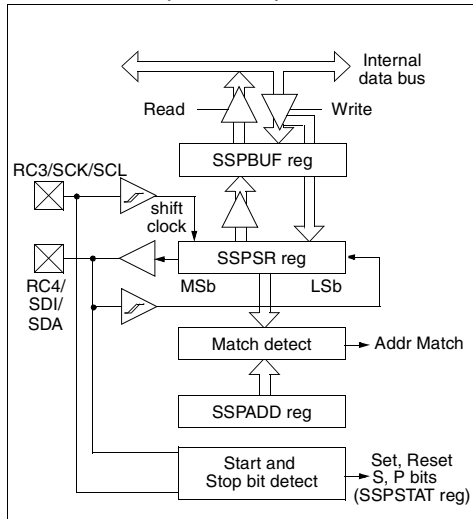 Internal
data bus
Read
Write
SSPBUF reg
RC3/SCK/SCL
shift
clock
SSPSR reg
MSb
LSb
RC4/
SDI/
SDA
Match detect
Addr Match
SSPADD reg
Start and
Stop bit detect
Set, Reset
S, P bits
(SSPSTAT reg)